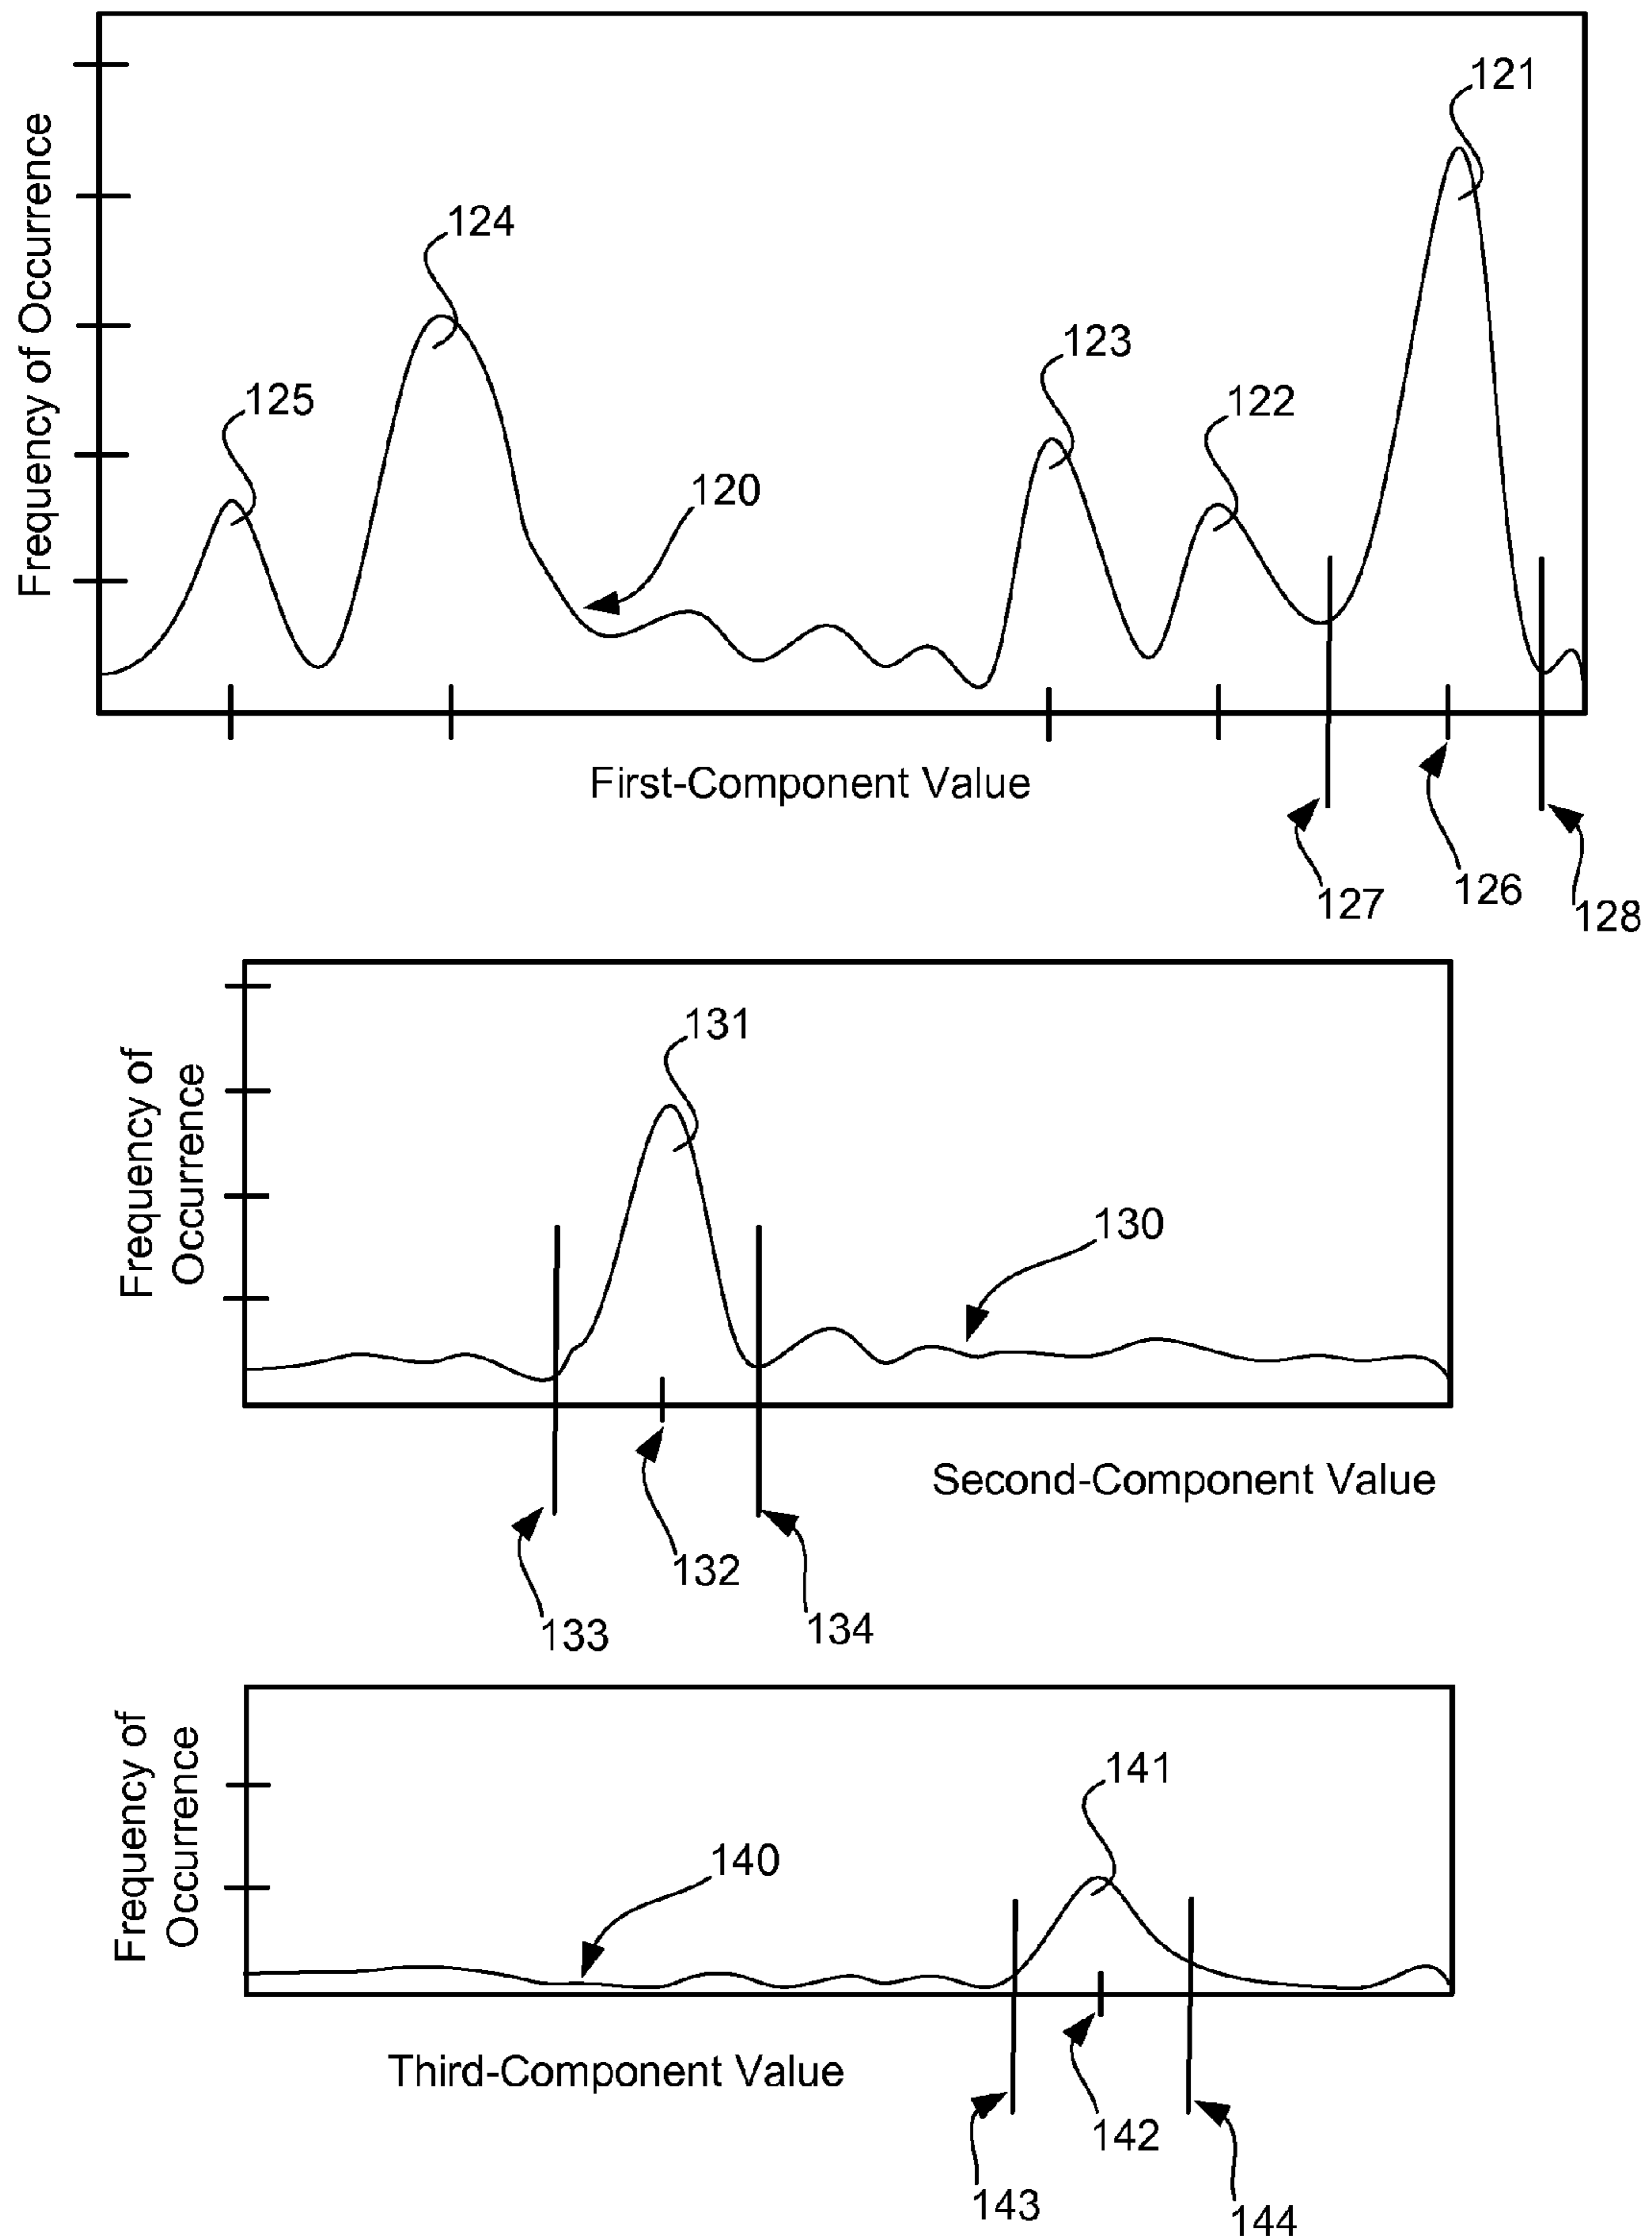 121
124
123
125
122
120
Frequency of Occurrence
First-Component Value
127
126
128
131
130
Frequency of
Occurrence
Second-Component Value
132
133
134
141
140
Frequency of
Occurrence
Third-Component Value
142
143
144